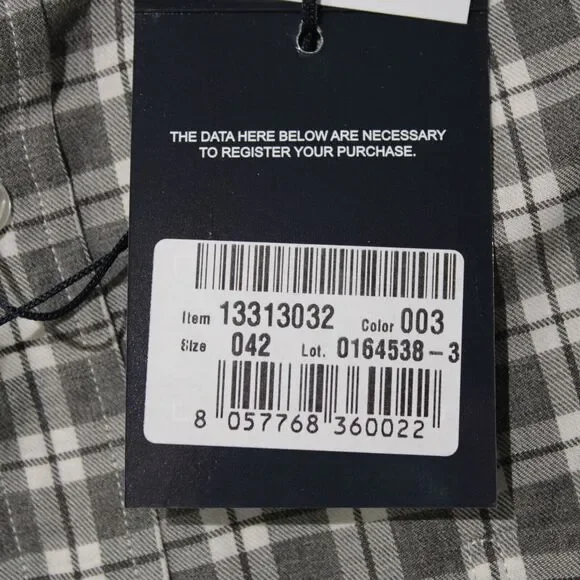 THE DATA HERE BELOW ARE NECESSARY
TO REGISTER YOUR PURCHASE.
Item 13313032 Color 003
Size 042 Lot. 0164538-3
8 057768 360022